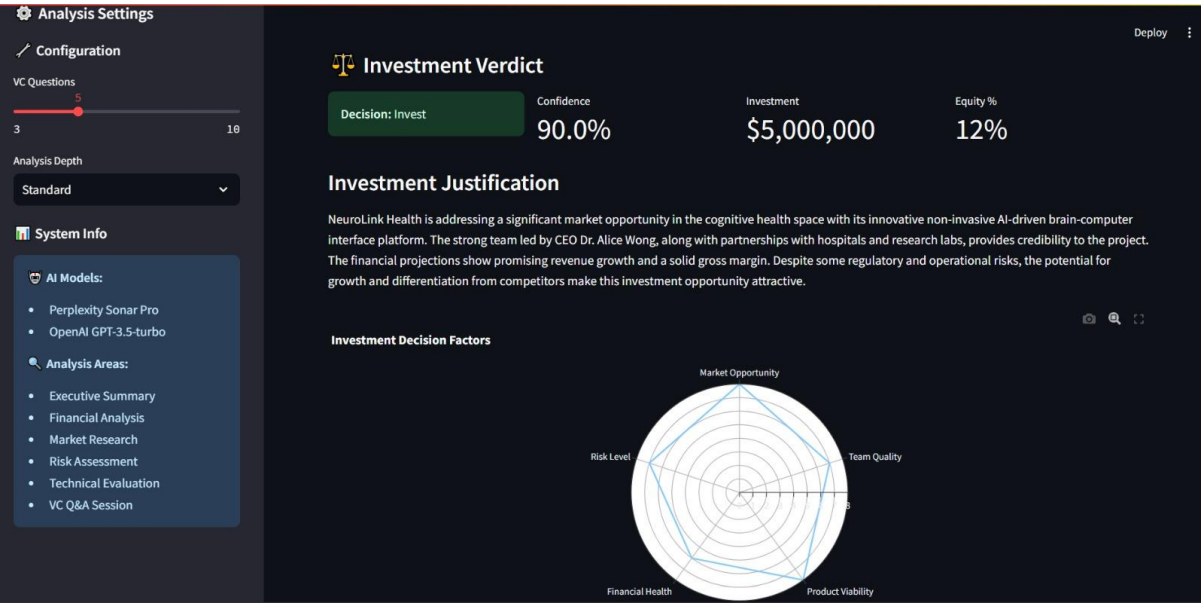 Analysis Settings
Configuration
VC Questions
5
3 10
Analysis Depth
Standard
System Info
AI Models:
• Perplexity Sonar Pro
• OpenAI GPT-3.5-turbo
Analysis Areas:
• Executive Summary
• Financial Analysis
• Market Research
• Risk Assessment
• Technical Evaluation
• VC Q&A Session
Deploy
Investment Verdict
Decision: Invest
Confidence
90.0%
Investment
$5,000,000
Equity %
12%
Investment Justification
NeuroLink Health is addressing a significant market opportunity in the cognitive health space with its innovative non-invasive AI-driven brain-computer
interface platform. The strong team led by CEO Dr. Alice Wong, along with partnerships with hospitals and research labs, provides credibility to the project.
The financial projections show promising revenue growth and a solid gross margin. Despite some regulatory and operational risks, the potential for
growth and differentiation from competitors make this investment opportunity attractive.
Investment Decision Factors
Market Opportunity
Risk Level
Team Quality
8
Financial Health
Product Viability